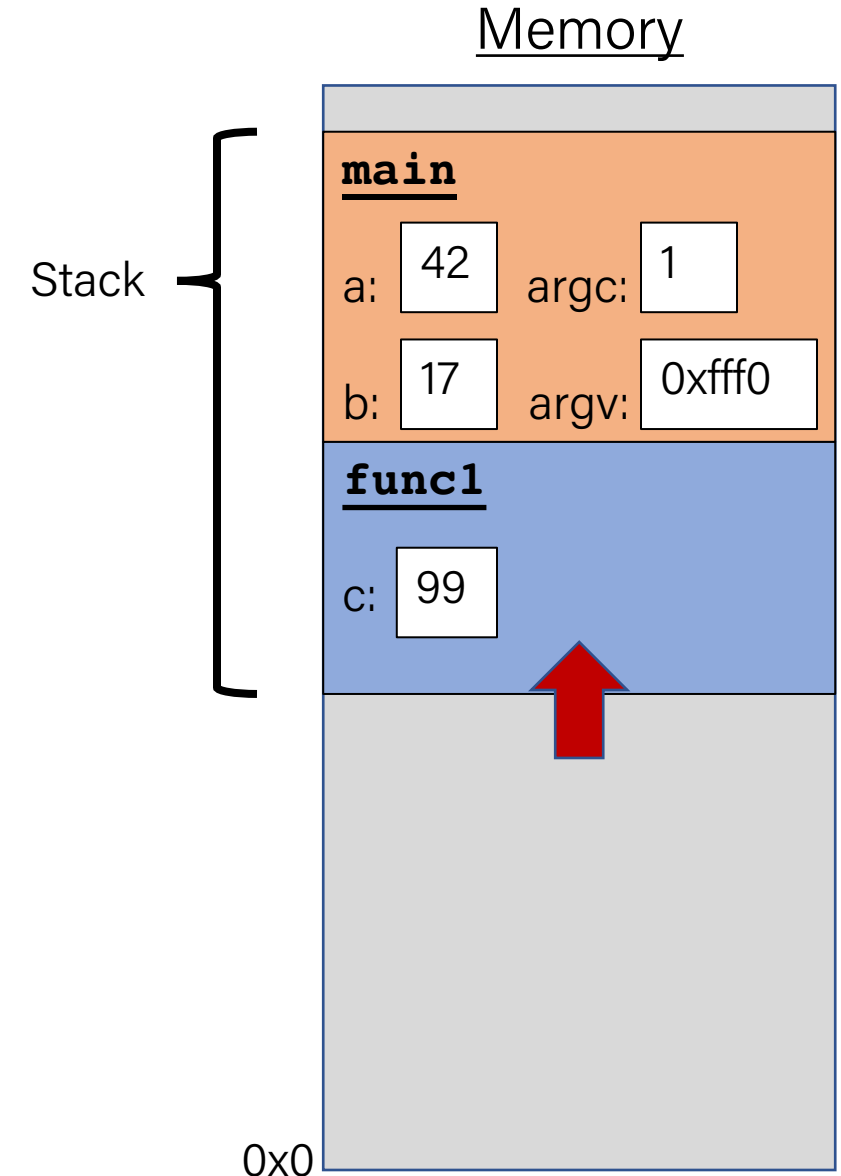 Memory
Stack
main
a: 42 argc: 1
b: 17 argv: 0xfff0
func1
c: 99
0x0